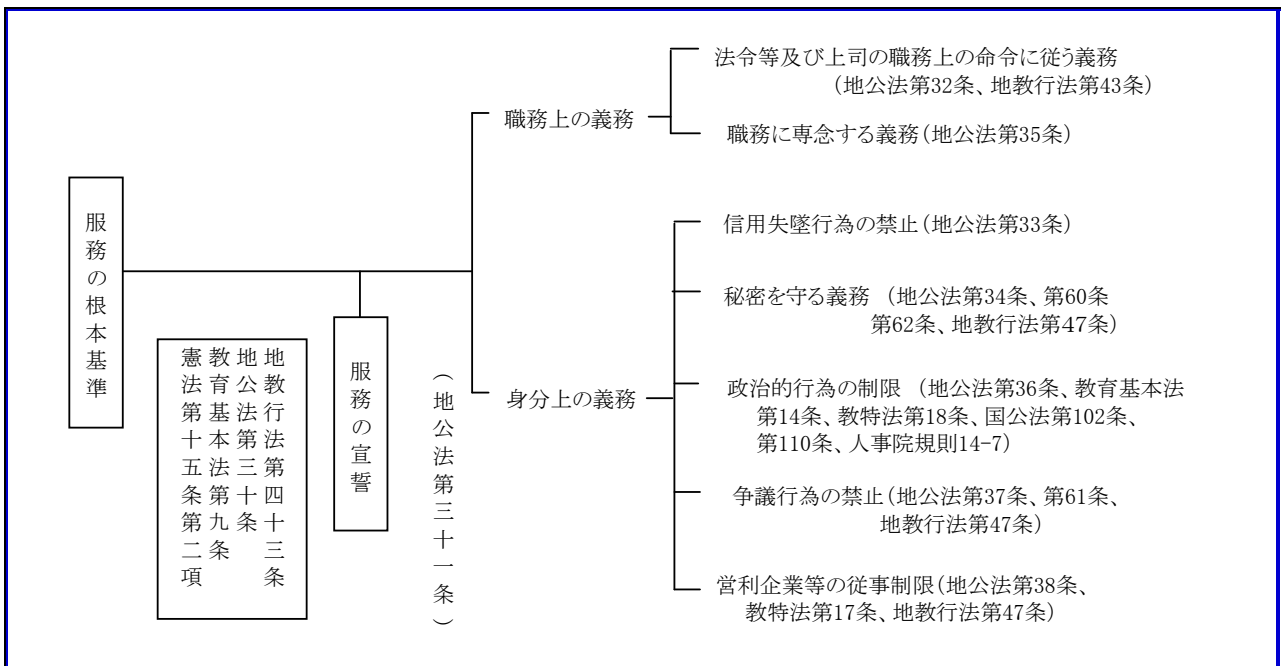 服務の根本基準
憲法第十五条第二項
教育基本法第九条
地公法第三十条
地教行法第四十三条
服務の宣誓
（地公法第三十一条）
職務上の義務
法令等及び上司の職務上の命令に従う義務
（地公法第32条、地教行法第43条）
職務に専念する義務（地公法第35条）
身分上の義務
信用失墜行為の禁止（地公法第33条）
秘密を守る義務 （地公法第34条、第60条
第62条、地教行法第47条）
政治的行為の制限 （地公法第36条、教育基本法
第14条、教特法第18条、国公法第102条、
第110条、人事院規則14-7）
争議行為の禁止（地公法第37条、第61条、
地教行法第47条）
営利企業等の従事制限（地公法第38条、
教特法第17条、地教行法第47条）